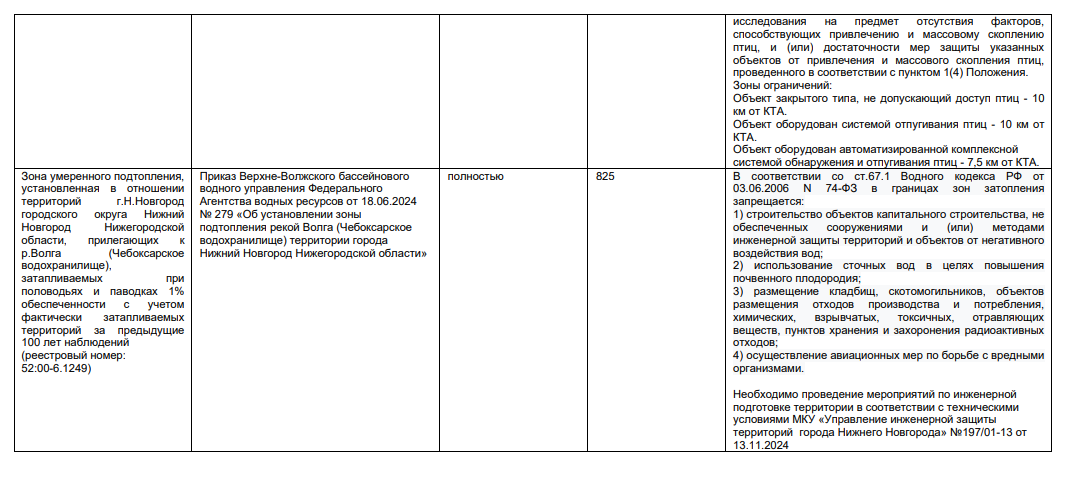 исследования на предмет отсутствия факторов,
способствующих привлечению и массовому скоплению
птиц, и (или) достаточности мер защиты указанных
объектов от привлечения и массового скопления птиц,
проведенного в соответствии с пунктом 1(4) Положения.
Зоны ограничений:
Объект закрытого типа, не допускающий доступ птиц - 10
км от КТА.
Объект оборудован системой отпугивания птиц - 10 км от
КТА.
Объект оборудован автоматизированной комплексной
системой обнаружения и отпугивания птиц - 7,5 км от КТА.
Зона умеренного подтопления,
установленная в отношении
территорий г.Н.Новгород
городского округа Нижний
Новгород Нижегородской
области, прилегающих к
р.Волга (Чебоксарское
водохранилище),
затапливаемых при
половодьях и паводках 1%
обеспеченности с учетом
фактически затапливаемых
территорий за предыдущие
100 лет наблюдений
(реестровый номер:
52:00-6.1249)
Приказ Верхне-Волжского бассейнового
водного управления Федерального
Агентства водных ресурсов от 18.06.2024
№ 279 «Об установлении зоны
подтопления рекой Волга (Чебоксарское
водохранилище) территории города
Нижний Новгород Нижегородской области»
полностью
825
В соответствии со ст.67.1 Водного кодекса РФ от
03.06.2006 N 74-ФЗ в границах зон затопления
запрещается:
1) строительство объектов капитального строительства, не
обеспеченных сооружениями и (или) методами
инженерной защиты территорий и объектов от негативного
воздействия вод;
2) использование сточных вод в целях повышения
почвенного плодородия;
3) размещение кладбищ, скотомогильников, объектов
размещения отходов производства и потребления,
химических, взрывчатых, токсичных, отравляющих
веществ, пунктов хранения и захоронения радиоактивных
отходов;
4) осуществление авиационных мер по борьбе с вредными
организмами.
Необходимо проведение мероприятий по инженерной
подготовке территории в соответствии с техническими
условиями МКУ «Управление инженерной защиты
территорий города Нижнего Новгорода» №197/01-13 от
13.11.2024